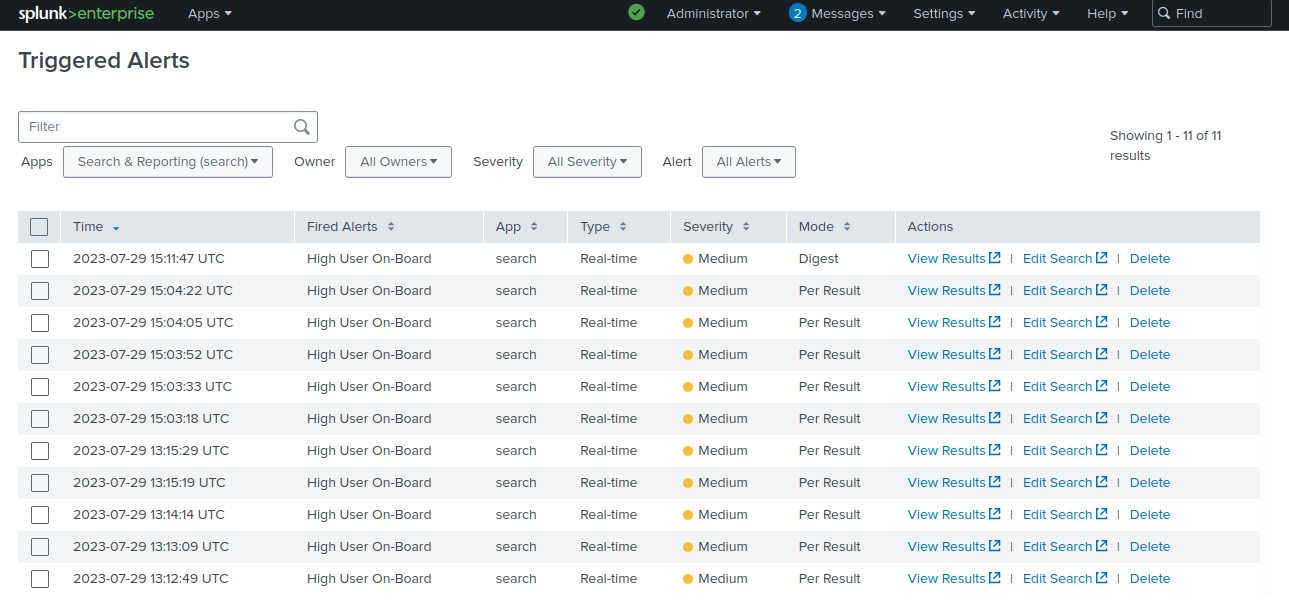 splunk>enterprise Apps Administrator 2 Messages Settings Activity Help Find
Triggered Alerts
Filter
Showing 1 - 11 of 11
results
Apps Search & Reporting (search) Owner All Owners Severity All Severity Alert All Alerts
Time Fired Alerts App Type Severity Mode Actions
2023-07-29 15:11:47 UTC High User On-Board search Real-time Medium Digest View Results | Edit Search | Delete
2023-07-29 15:04:22 UTC High User On-Board search Real-time Medium Per Result View Results | Edit Search | Delete
2023-07-29 15:04:05 UTC High User On-Board search Real-time Medium Per Result View Results | Edit Search | Delete
2023-07-29 15:03:52 UTC High User On-Board search Real-time Medium Per Result View Results | Edit Search | Delete
2023-07-29 15:03:33 UTC High User On-Board search Real-time Medium Per Result View Results | Edit Search | Delete
2023-07-29 15:03:18 UTC High User On-Board search Real-time Medium Per Result View Results | Edit Search | Delete
2023-07-29 13:15:29 UTC High User On-Board search Real-time Medium Per Result View Results | Edit Search | Delete
2023-07-29 13:15:19 UTC High User On-Board search Real-time Medium Per Result View Results | Edit Search | Delete
2023-07-29 13:14:14 UTC High User On-Board search Real-time Medium Per Result View Results | Edit Search | Delete
2023-07-29 13:13:09 UTC High User On-Board search Real-time Medium Per Result View Results | Edit Search | Delete
2023-07-29 13:12:49 UTC High User On-Board search Real-time Medium Per Result View Results | Edit Search | Delete